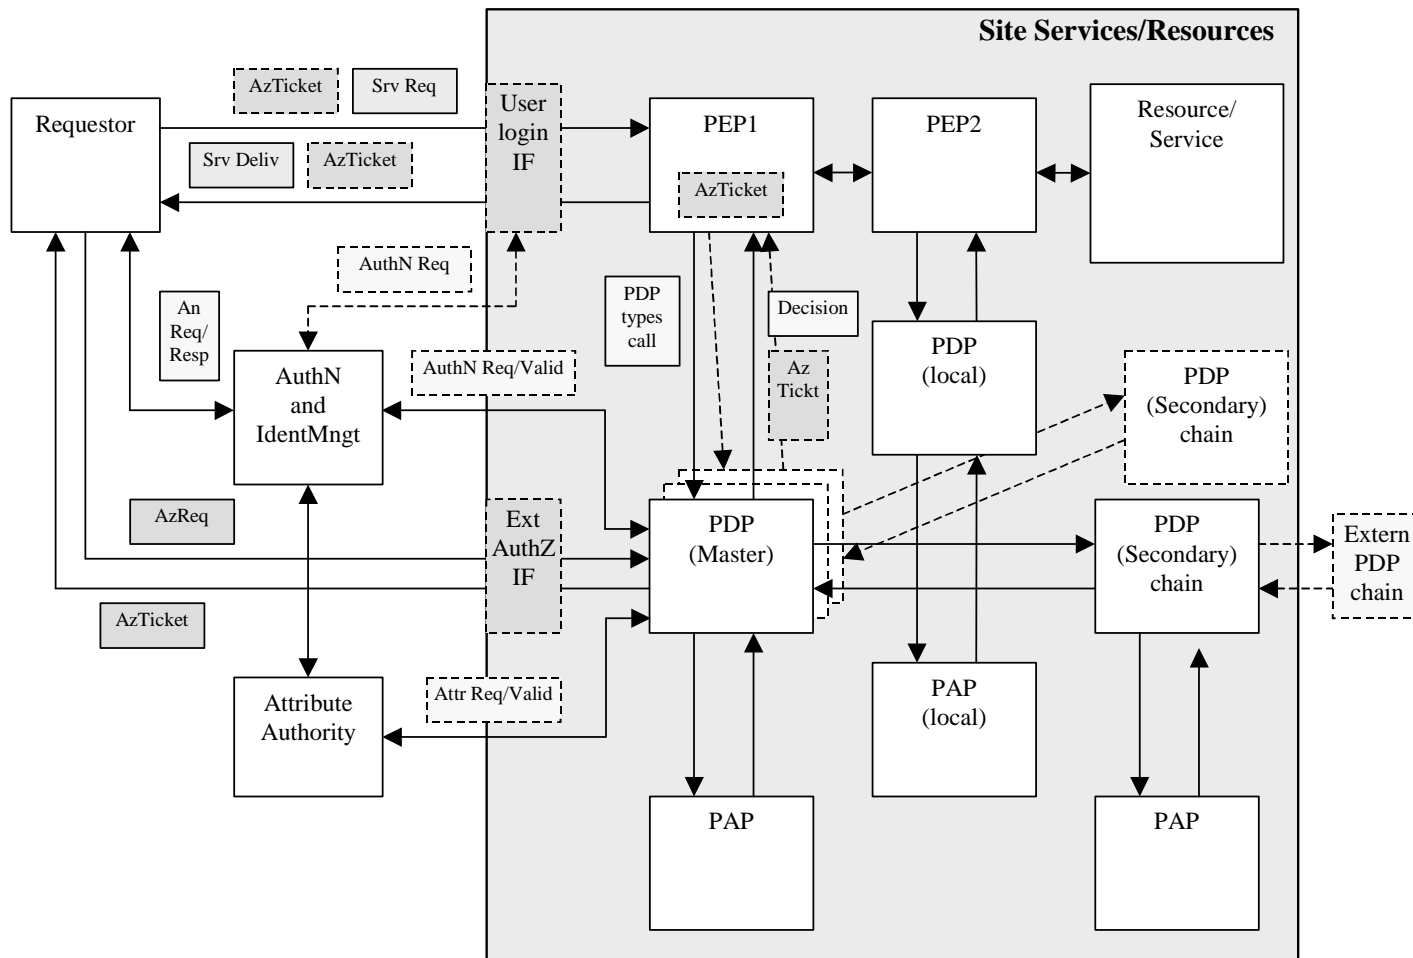 Site Services/Resources
AzTicket
Srv Req
Requestor
User
login
IF
PEP1
PEP2
Resource/
Service
Srv Deliv
AzTicket
AzTicket
AuthN Req
An
Req/
Resp
PDP
types
call
Decision
AuthN
and
IdentMngt
AuthN Req/Valid
Az
Tickt
PDP
(local)
PDP
(Secondary)
chain
AzReq
Ext
AuthZ
IF
PDP
(Master)
PDP
(Secondary)
chain
Extern
PDP
chain
AzTicket
Attribute
Authority
Attr Req/Valid
PAP
(local)
PAP
PAP